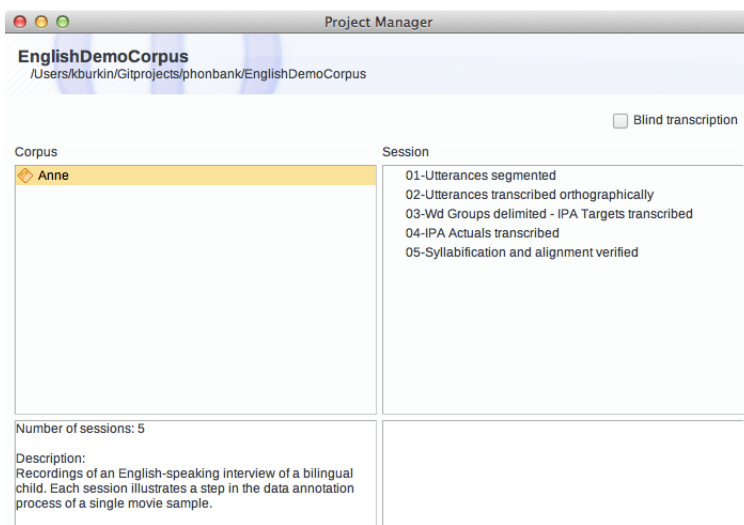 Project Manager
EnglishDemoCorpus
/Users/kburkin/Gitprojects/phonbank/EnglishDemoCorpus
Blind transcription
Corpus
Anne
Session
01-Utterances segmented
02-Utterances transcribed orthographically
03-Wd Groups delimited - IPA Targets transcribed
04-IPA Actuals transcribed
05-Syllabification and alignment verified
Number of sessions: 5
Description:
Recordings of an English-speaking interview of a bilingual
child. Each session illustrates a step in the data annotation
process of a single movie sample.